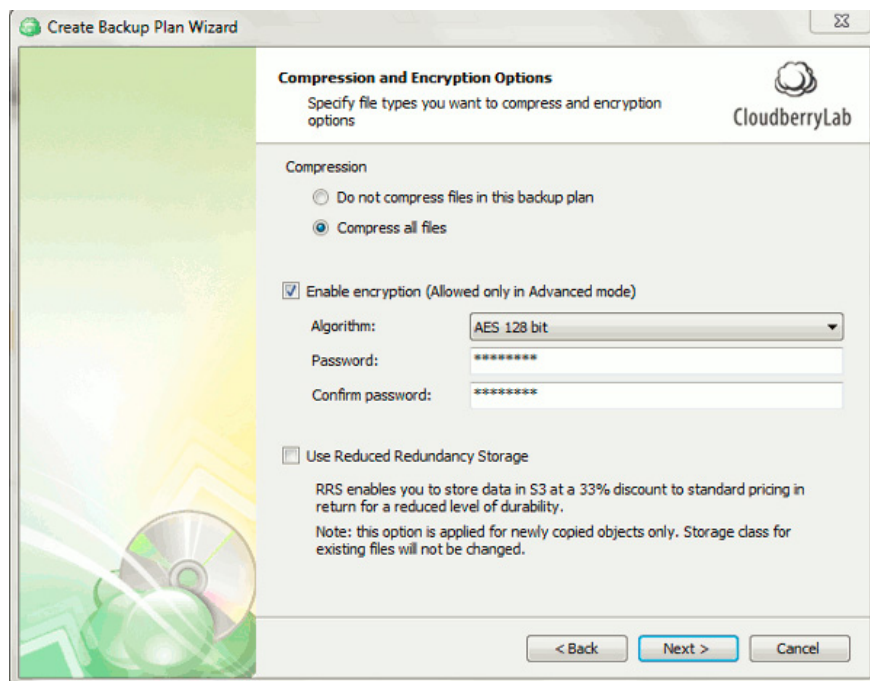 Create Backup Plan Wizard
Compression and Encryption Options
Specify file types you want to compress and encryption
options
CloudberryLab
Compression
Do not compress files in this backup plan
Compress all files
Enable encryption (Allowed only in Advanced mode)
Algorithm: AES 128 bit
Password: ********
Confirm password: ********
Use Reduced Redundancy Storage
RRS enables you to store data in S3 at a 33% discount to standard pricing in
return for a reduced level of durability.
Note: this option is applied for newly copied objects only. Storage class for
existing files will not be changed.
< Back Next > Cancel